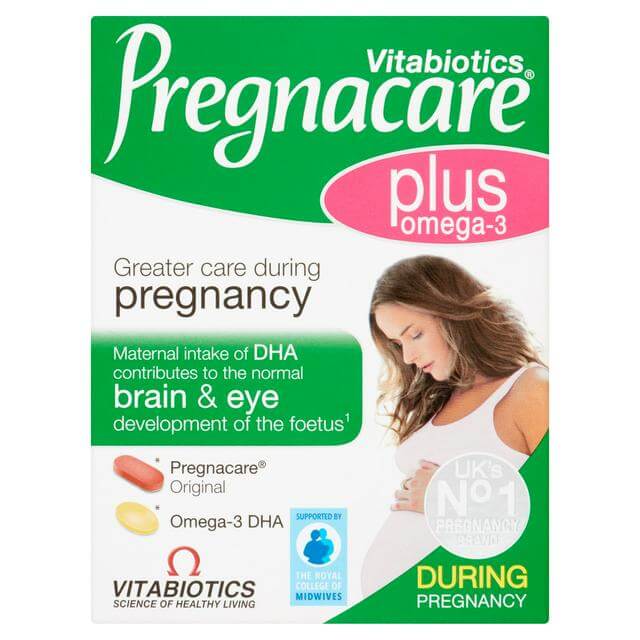 Vitabiotics®
Pregnacare
plus
omega-3
Greater care during
pregnancy
Maternal intake of DHA
contributes to the normal
brain & eye
development of the foetus¹
* Pregnacare®
Original
* Omega-3 DHA
SUPPORTED BY
THE ROYAL
COLLEGE OF
MIDWIVES
UK's
Nº1
PREGNANCY
BRAND
VITABIOTICS
SCIENCE OF HEALTHY LIVING
DURING
PREGNANCY